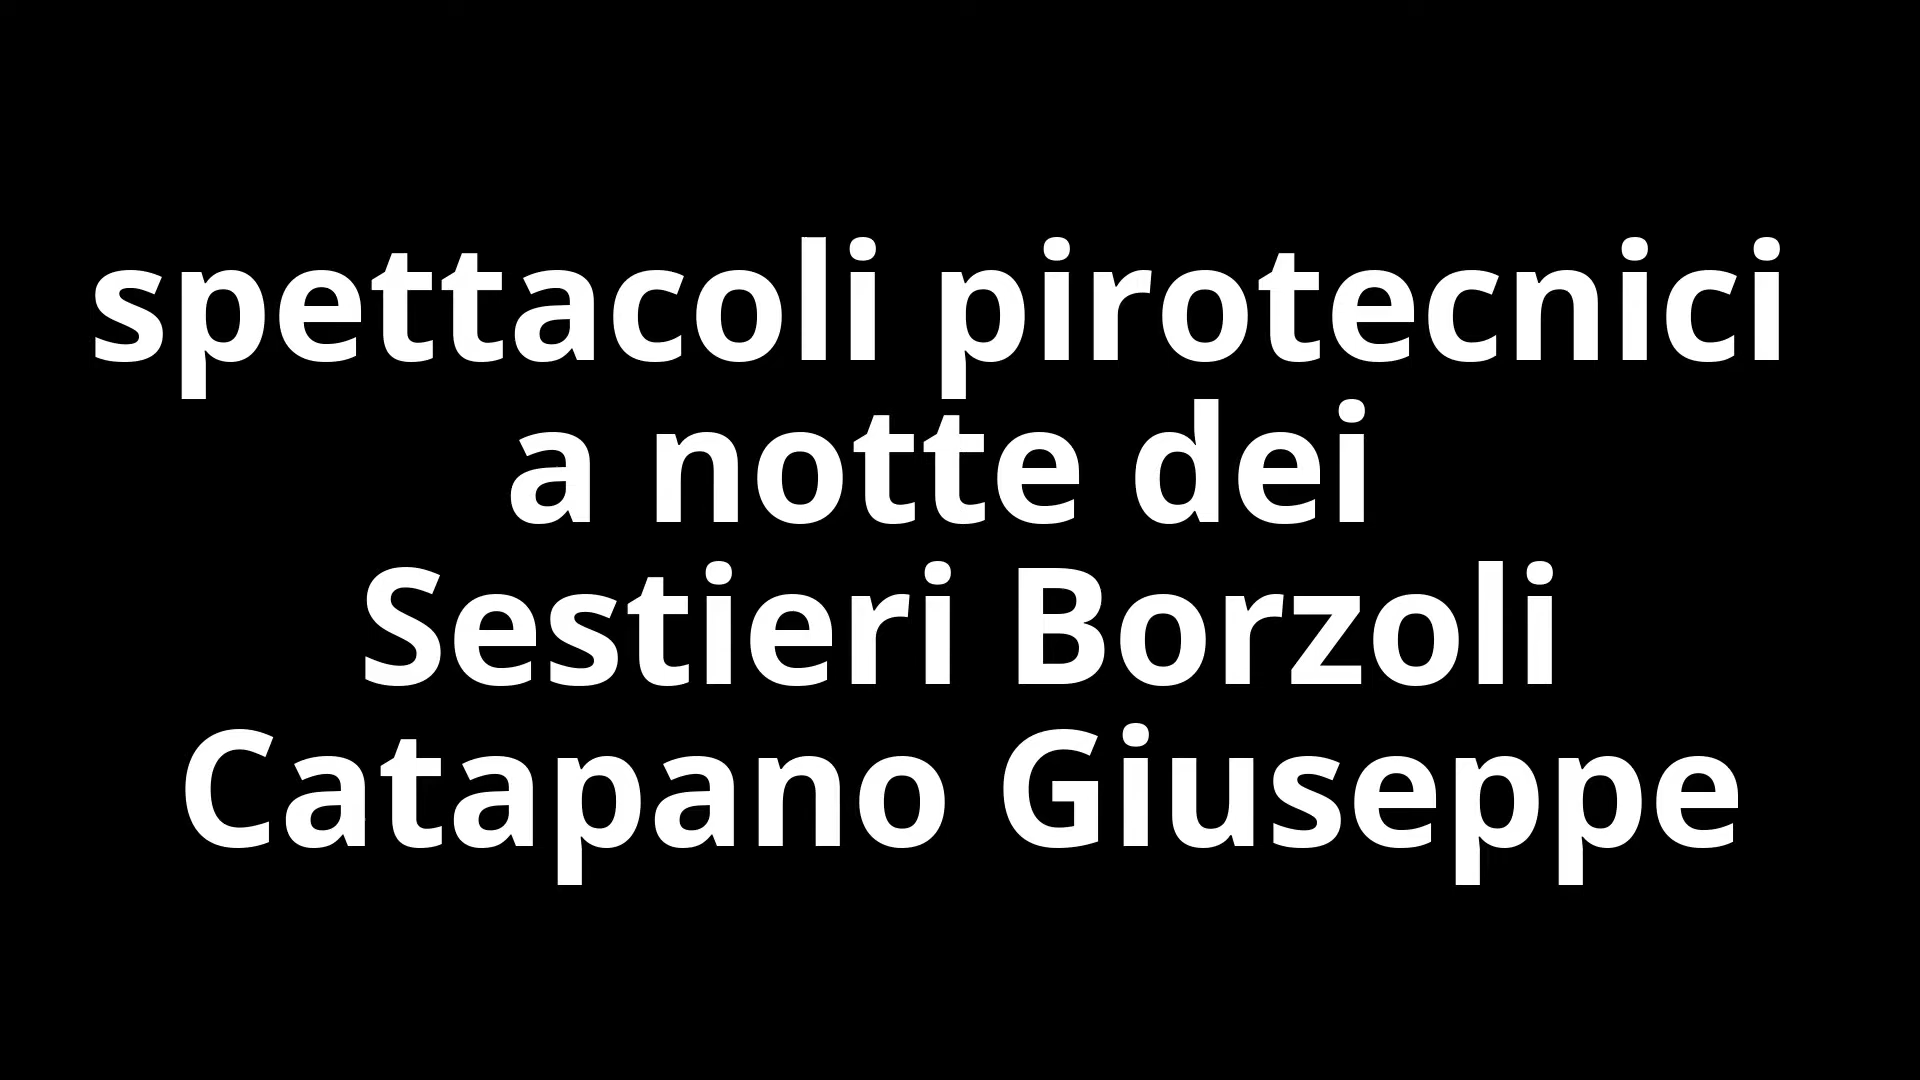 spettacoli pirotecnici
a notte dei
Sestieri Borzoli
Catapano Giuseppe